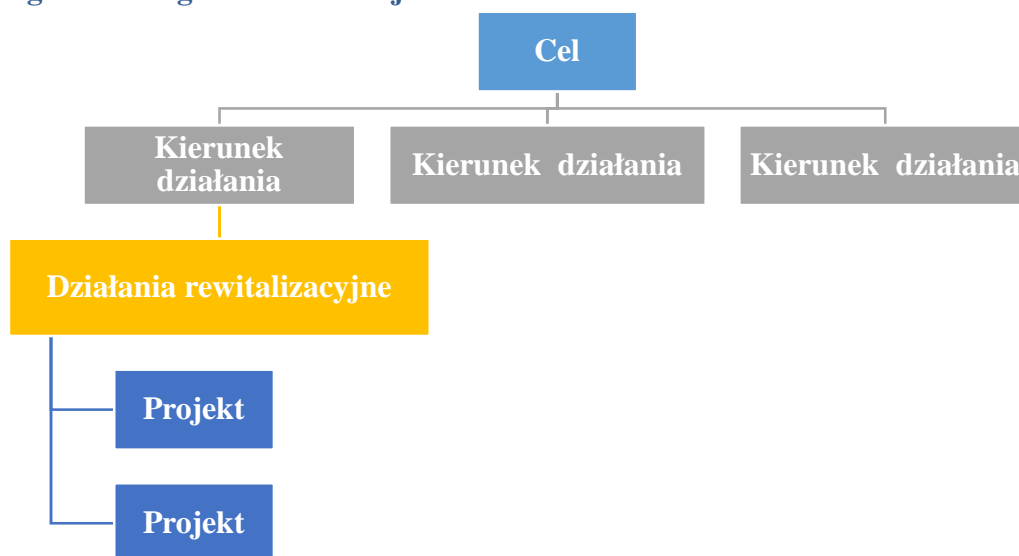 Cel
Kierunek
działania
Kierunek działania
Kierunek działania
Działania rewitalizacyjne
Projekt
Projekt